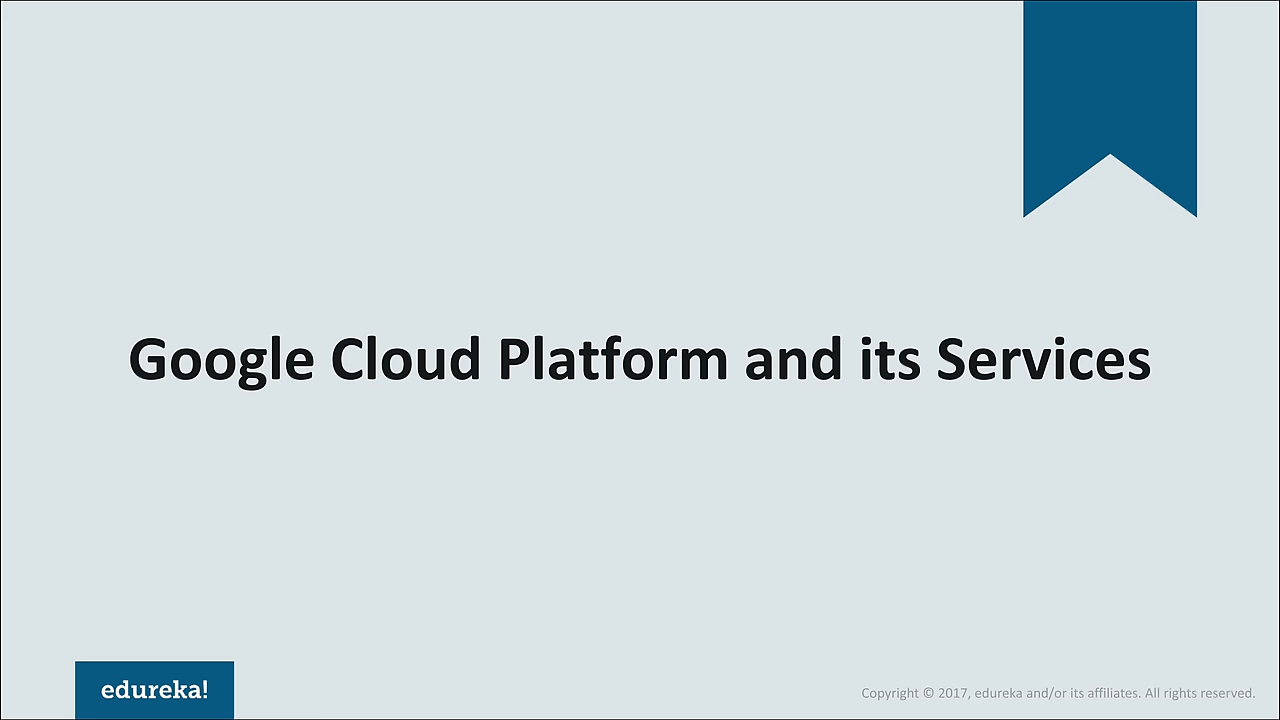 Google Cloud Platform and its Services
edureka!
Copyright © 2017, edureka and/or its affiliates. All rights reserved.